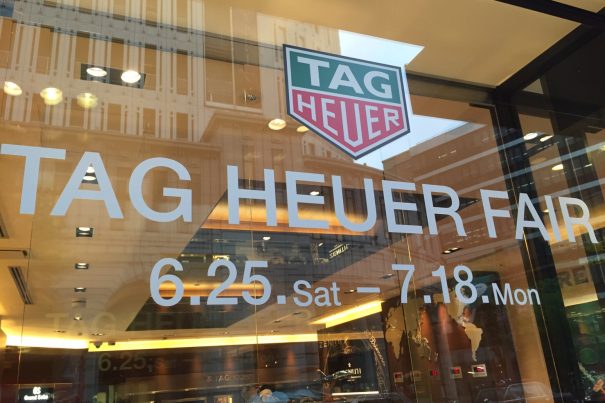 TAG
HEUER
TAG HEUER FAIR
6.25.Sat – 7.18.Mon